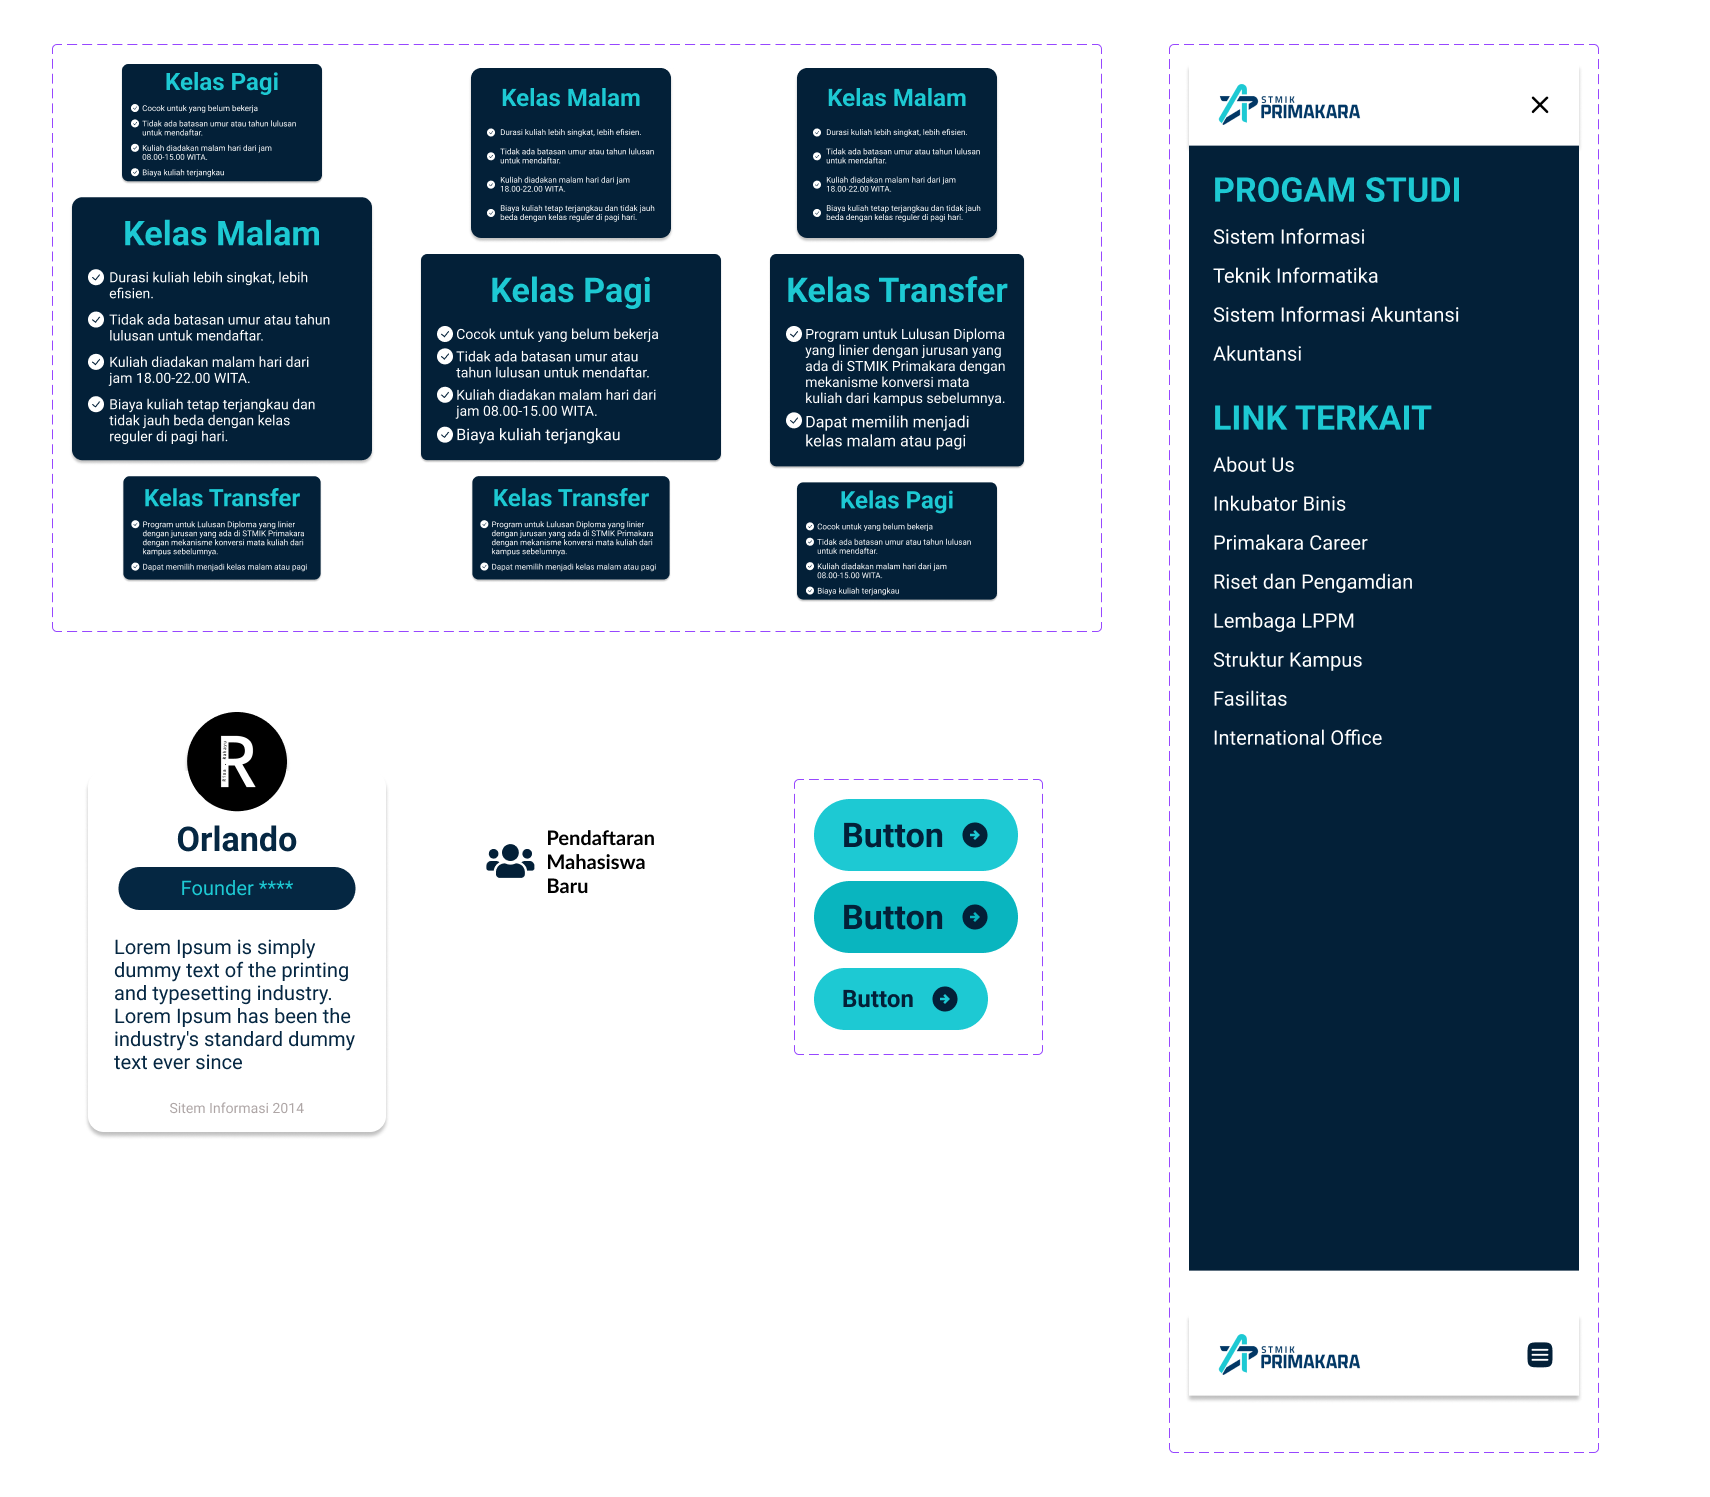 Kelas Pagi
Cocok untuk yang belum bekerja
Tidak ada batasan umur atau tahun lulusan
untuk mendaftar.
Kuliah diadakan malam hari dari jam
08.00-15.00 WITA.
Biaya kuliah terjangkau
Kelas Malam
Durasi kuliah lebih singkat, lebih
efisien.
Tidak ada batasan umur atau tahun
lulusan untuk mendaftar.
Kuliah diadakan malam hari dari
jam 18.00-22.00 WITA.
Biaya kuliah tetap terjangkau dan
tidak jauh beda dengan kelas
reguler di pagi hari.
Kelas Transfer
Program untuk Lulusan Diploma yang linier
dengan jurusan yang ada di STMIK Primakara
dengan mekanisme konversi mata kuliah dari
kampus sebelumnya.
Dapat memilih menjadi kelas malam atau pagi
Kelas Malam
Durasi kuliah lebih singkat, lebih efisien.
Tidak ada batasan umur atau tahun lulusan
untuk mendaftar.
Kuliah diadakan malam hari dari jam
18.00-22.00 WITA.
Biaya kuliah tetap terjangkau dan tidak jauh
beda dengan kelas reguler di pagi hari.
Kelas Pagi
Cocok untuk yang belum bekerja
Tidak ada batasan umur atau
tahun lulusan untuk mendaftar.
Kuliah diadakan malam hari dari
jam 08.00-15.00 WITA.
Biaya kuliah terjangkau
Kelas Transfer
Program untuk Lulusan Diploma yang linier
dengan jurusan yang ada di STMIK Primakara
dengan mekanisme konversi mata kuliah dari
kampus sebelumnya.
Dapat memilih menjadi kelas malam atau pagi
Kelas Malam
Durasi kuliah lebih singkat, lebih efisien.
Tidak ada batasan umur atau tahun lulusan
untuk mendaftar.
Kuliah diadakan malam hari dari jam
18.00-22.00 WITA.
Biaya kuliah tetap terjangkau dan tidak jauh
beda dengan kelas reguler di pagi hari.
Kelas Transfer
Program untuk Lulusan Diploma
yang linier dengan jurusan yang
ada di STMIK Primakara dengan
mekanisme konversi mata
kuliah dari kampus sebelumnya.
Dapat memilih menjadi
kelas malam atau pagi
Kelas Pagi
Cocok untuk yang belum bekerja
Tidak ada batasan umur atau tahun lulusan
untuk mendaftar.
Kuliah diadakan malam hari dari jam
08.00-15.00 WITA.
Biaya kuliah terjangkau
R
Orlando
Founder ****
Lorem Ipsum is simply
dummy text of the printing
and typesetting industry.
Lorem Ipsum has been the
industry's standard dummy
text ever since
Sitem Informasi 2014
Pendaftaran
Mahasiswa
Baru
Button
Button
Button
STMIK
PRIMAKARA
PROGAM STUDI
Sistem Informasi
Teknik Informatika
Sistem Informasi Akuntansi
Akuntansi
LINK TERKAIT
About Us
Inkubator Binis
Primakara Career
Riset dan Pengamdian
Lembaga LPPM
Struktur Kampus
Fasilitas
International Office
STMIK
PRIMAKARA